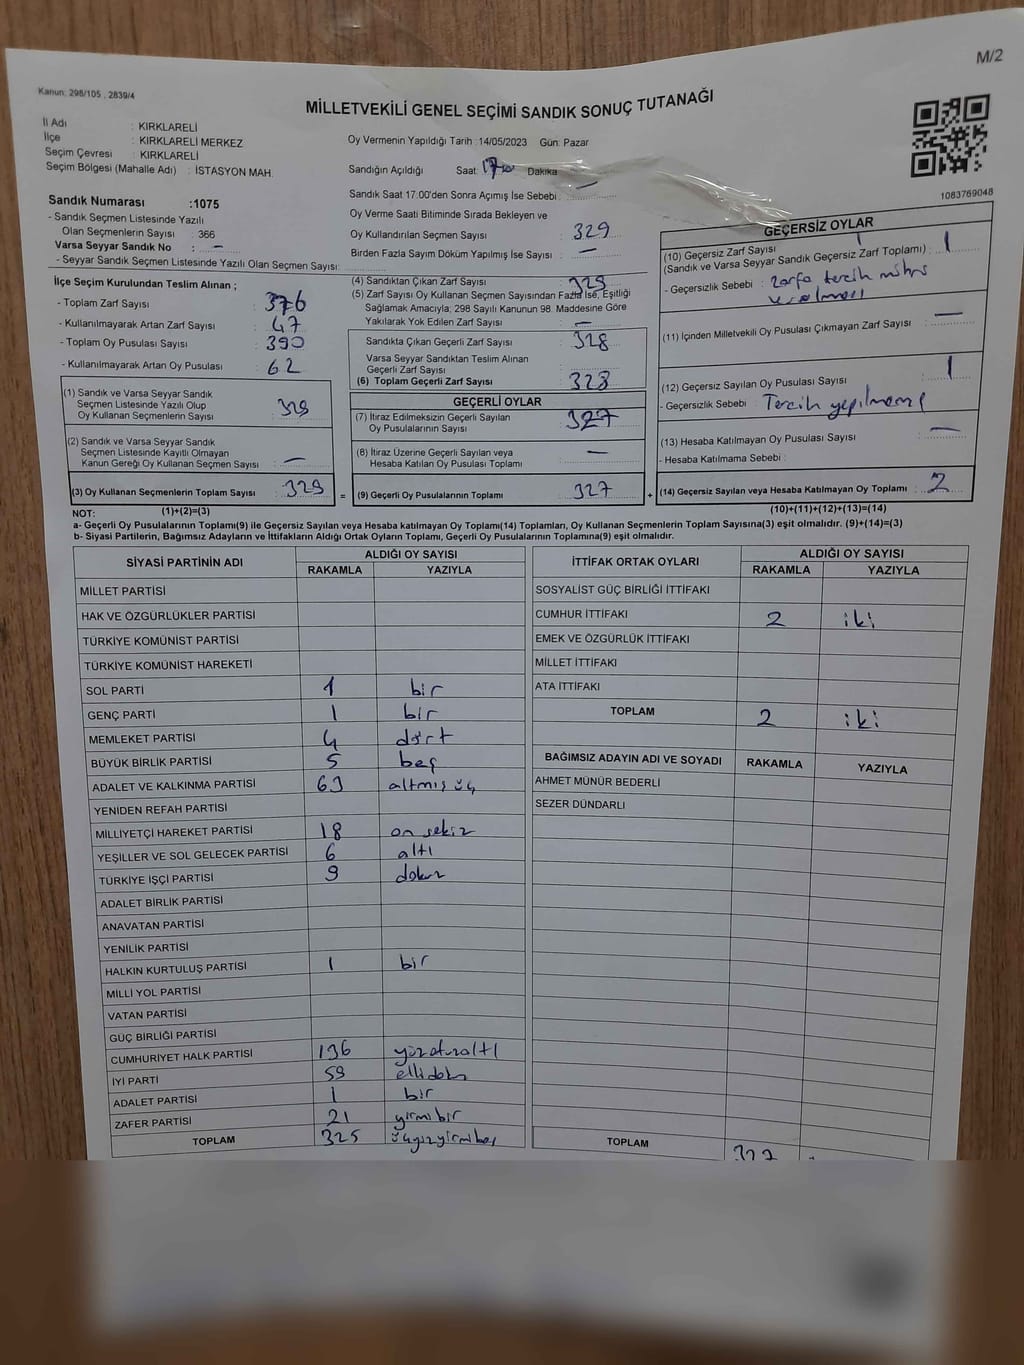 M/2
Kanun: 298/105 , 2839/4
MİLLETVEKİLİ GENEL SEÇİMİ SANDIK SONUÇ TUTANAĞI
İl Adı : KIRKLARELİ
İlçe : KIRKLARELİ MERKEZ
Seçim Çevresi : KIRKLARELİ
Seçim Bölgesi (Mahalle Adı) : İSTASYON MAH.
Sandık Numarası :1075
- Sandık Seçmen Listesinde Yazılı
Olan Seçmenlerin Sayısı : 366
Varsa Seyyar Sandık No : –
- Seyyar Sandık Seçmen Listesinde Yazılı Olan Seçmen Sayısı:
Oy Vermenin Yapıldığı Tarih :14/05/2023 Gün: Pazar
Sandığın Açıldığı Saat: 17 Dakika
Sandık Saat 17:00'den Sonra Açımış İse Sebebi: –
Oy Verme Saati Bitiminde Sırada Bekleyen ve
Oy Kullandırılan Seçmen Sayısı : 329
Birden Fazla Sayım Döküm Yapılmış İse Sayısı : –
1083769048
İlçe Seçim Kurulundan Teslim Alınan ;
- Toplam Zarf Sayısı : 376
- Kullanılmayarak Artan Zarf Sayısı : 47
- Toplam Oy Pusulası Sayısı : 390
- Kullanılmayarak Artan Oy Pusulası : 62
(1) Sandık ve Varsa Seyyar Sandık
Seçmen Listesinde Yazılı Olup
Oy Kullanan Seçmenlerin Sayısı : 329
(2) Sandık ve Varsa Seyyar Sandık
Seçmen Listesinde Kayıtlı Olmayan
Kanun Gereği Oy Kullanan Seçmen Sayısı : –
(3) Oy Kullanan Seçmenlerin Toplam Sayısı : 329
(4) Sandıktan Çıkan Zarf Sayısı : 329
(5) Zarf Sayısı Oy Kullanan Seçmen Sayısından Fazla İse, Eşitliği
Sağlamak Amacıyla; 298 Sayılı Kanunun 98. Maddesine Göre
Yakılarak Yok Edilen Zarf Sayısı : –
Sandıkta Çıkan Geçerli Zarf Sayısı : 328
Varsa Seyyar Sandıktan Teslim Alınan
Geçerli Zarf Sayısı :
(6) Toplam Geçerli Zarf Sayısı : 328
GEÇERLİ OYLAR
(7) İtiraz Edilmeksizin Geçerli Sayılan
Oy Pusulalarının Sayısı : 327
(8) İtiraz Üzerine Geçerli Sayılan veya
Hesaba Katılan Oy Pusulası Toplamı : –
= (9) Geçerli Oy Pusulalarının Toplamı : 327
GEÇERSİZ OYLAR
(10) Geçersiz Zarf Sayısı
(Sandık ve Varsa Seyyar Sandık Geçersiz Zarf Toplamı) : 1
- Geçersizlik Sebebi : Zarfa tercih mührü
(11) İçinden Milletvekili Oy Pusulası Çıkmayan Zarf Sayısı : –
(12) Geçersiz Sayılan Oy Pusulası Sayısı : 1
- Geçersizlik Sebebi : Tercih yapılmamış
(13) Hesaba Katılmayan Oy Pusulası Sayısı : –
- Hesaba Katılmama Sebebi :
+ (14) Geçersiz Sayılan veya Hesaba Katılmayan Oy Toplamı : 2
NOT: (1)+(2)=(3) (10)+(11)+(12)+(13)=(14)
a- Geçerli Oy Pusulalarının Toplamı(9) ile Geçersiz Sayılan veya Hesaba katılmayan Oy Toplamı(14) Toplamları, Oy Kullanan Seçmenlerin Toplam Sayısına(3) eşit olmalıdır. (9)+(14)=(3)
b- Siyasi Partilerin, Bağımsız Adayların ve İttifakların Aldığı Ortak Oyların Toplamı, Geçerli Oy Pusulalarının Toplamına(9) eşit olmalıdır.
SİYASİ PARTİNİN ADI ALDIĞI OY SAYISI
RAKAMLA YAZIYLA
MİLLET PARTİSİ
HAK VE ÖZGÜRLÜKLER PARTİSİ
TÜRKİYE KOMÜNİST PARTİSİ
TÜRKİYE KOMÜNİST HAREKETİ
SOL PARTİ 1 bir
GENÇ PARTİ 1 bir
MEMLEKET PARTİSİ 4 dört
BÜYÜK BİRLİK PARTİSİ 5 beş
ADALET VE KALKINMA PARTİSİ 63 altmış üç
YENİDEN REFAH PARTİSİ
MİLLİYETÇİ HAREKET PARTİSİ 18 on sekiz
YEŞİLLER VE SOL GELECEK PARTİSİ 6 altı
TÜRKİYE İŞÇİ PARTİSİ 9 dokuz
ADALET BİRLİK PARTİSİ
ANAVATAN PARTİSİ
YENİLİK PARTİSİ
HALKIN KURTULUŞ PARTİSİ 1 bir
MİLLİ YOL PARTİSİ
VATAN PARTİSİ
GÜÇ BİRLİĞİ PARTİSİ
CUMHURİYET HALK PARTİSİ 136 yüzotuzaltı
İYİ PARTİ 59 ellidokuz
ADALET PARTİSİ 1 bir
ZAFER PARTİSİ 21 yirmibir
TOPLAM 325 üçyüzyirmibeş
İTTİFAK ORTAK OYLARI ALDIĞI OY SAYISI
RAKAMLA YAZIYLA
SOSYALİST GÜÇ BİRLİĞİ İTTİFAKI
CUMHUR İTTİFAKI 2 iki
EMEK VE ÖZGÜRLÜK İTTİFAKI
MİLLET İTTİFAKI
ATA İTTİFAKI
TOPLAM 2 iki
BAĞIMSIZ ADAYIN ADI VE SOYADI RAKAMLA YAZIYLA
AHMET MÜNÜR BEDERLİ
SEZER DÜNDARLI
TOPLAM 327